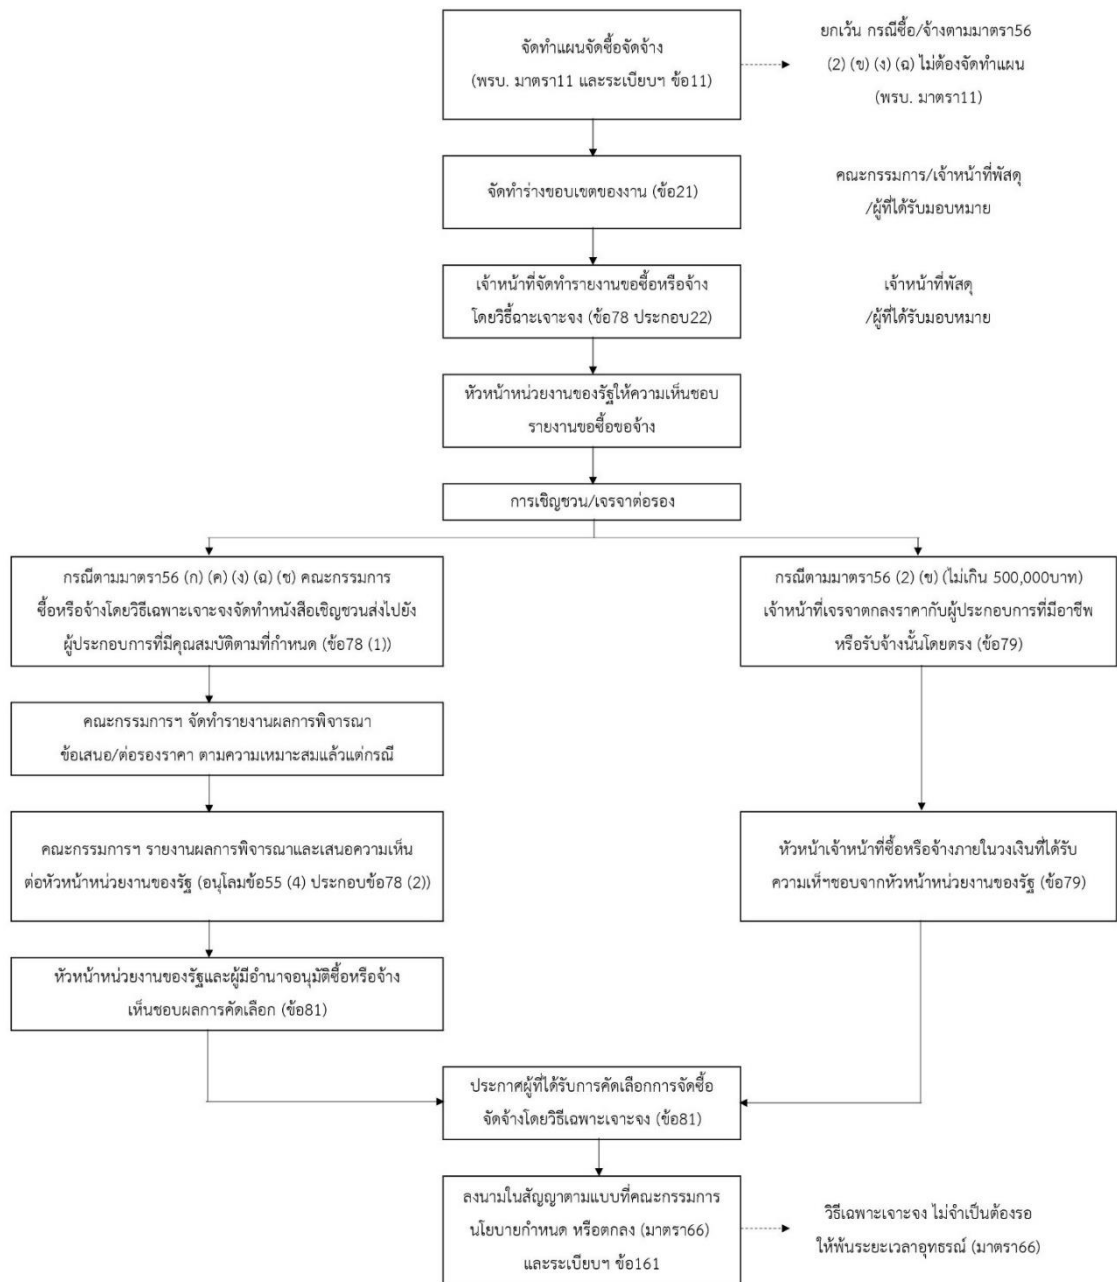 จัดทำแผนจัดซื้อจัดจ้าง
(พรบ. มาตรา11 และระเบียบฯ ข้อ11)
ยกเว้น กรณีซื้อ/จ้างตามมาตรา56
(2) (ข) (ง) (ฉ) ไม่ต้องจัดทำแผน
(พรบ. มาตรา11)
จัดทำร่างขอบเขตของงาน (ข้อ21)
คณะกรรมการ/เจ้าหน้าที่พัสดุ
/ผู้ที่ได้รับมอบหมาย
เจ้าหน้าที่จัดทำรายงานขอซื้อหรือจ้าง
โดยวิธี้ฉาะเจาะจง (ข้อ78 ประกอบ22)
เจ้าหน้าที่พัสดุ
/ผู้ที่ได้รับมอบหมาย
หัวหน้าหน่วยงานของรัฐให้ความเห็นชอบ
รายงานขอซื้อขอจ้าง
การเชิญชวน/เจรจาต่อรอง
กรณีตามมาตรา56 (ก) (ค) (ง) (ฉ) (ช) คณะกรรมการ
ซื้อหรือจ้างโดยวิธีเฉพาะเจาะจงจัดทำหนังสือเชิญชวนส่งไปยัง
ผู้ประกอบการที่มีคุณสมบัติตามที่กำหนด (ข้อ78 (1))
กรณีตามมาตรา56 (2) (ข) (ไม่เกิน 500,000บาท)
เจ้าหน้าที่เจรจาตกลงราคากับผู้ประกอบการที่มีอาชีพ
หรือรับจ้างนั้นโดยตรง (ข้อ79)
คณะกรรมการฯ จัดทำรายงานผลการพิจารณา
ข้อเสนอ/ต่อรองราคา ตามความเหมาะสมแล้วแต่กรณี
คณะกรรมการฯ รายงานผลการพิจารณาและเสนอความเห็น
ต่อหัวหน้าหน่วยงานของรัฐ (อนุโลมข้อ55 (4) ประกอบข้อ78 (2))
หัวหน้าเจ้าหน้าที่ซื้อหรือจ้างภายในวงเงินที่ได้รับ
ความเห็ฯชอบจากหัวหน้าหน่วยงานของรัฐ (ข้อ79)
หัวหน้าหน่วยงานของรัฐและผู้มีอำนาจอนุมัติซื้อหรือจ้าง
เห็นชอบผลการคัดเลือก (ข้อ81)
ประกาศผู้ที่ได้รับการคัดเลือกการจัดซื้อ
จัดจ้างโดยวิธีเฉพาะเจาะจง (ข้อ81)
ลงนามในสัญญาตามแบบที่คณะกรรมการ
นโยบายกำหนด หรือตกลง (มาตรา66)
และระเบียบฯ ข้อ161
วิธีเฉพาะเจาะจง ไม่จำเป็นต้องรอ
ให้พ้นระยะเวลาอุทธรณ์ (มาตรา66)